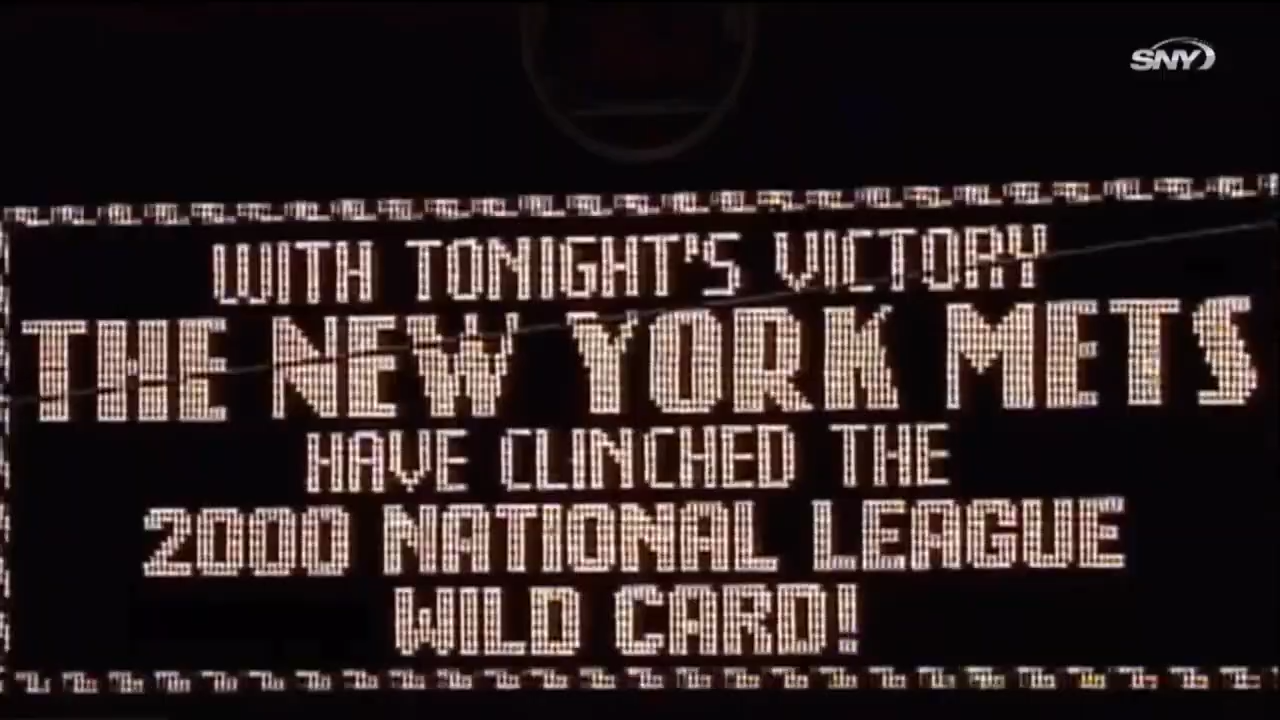 SNY
WITH TONIGHT'S VICTORY
THE NEW YORK METS
HAVE CLINCHED THE
2000 NATIONAL LEAGUE
WILD CARD!